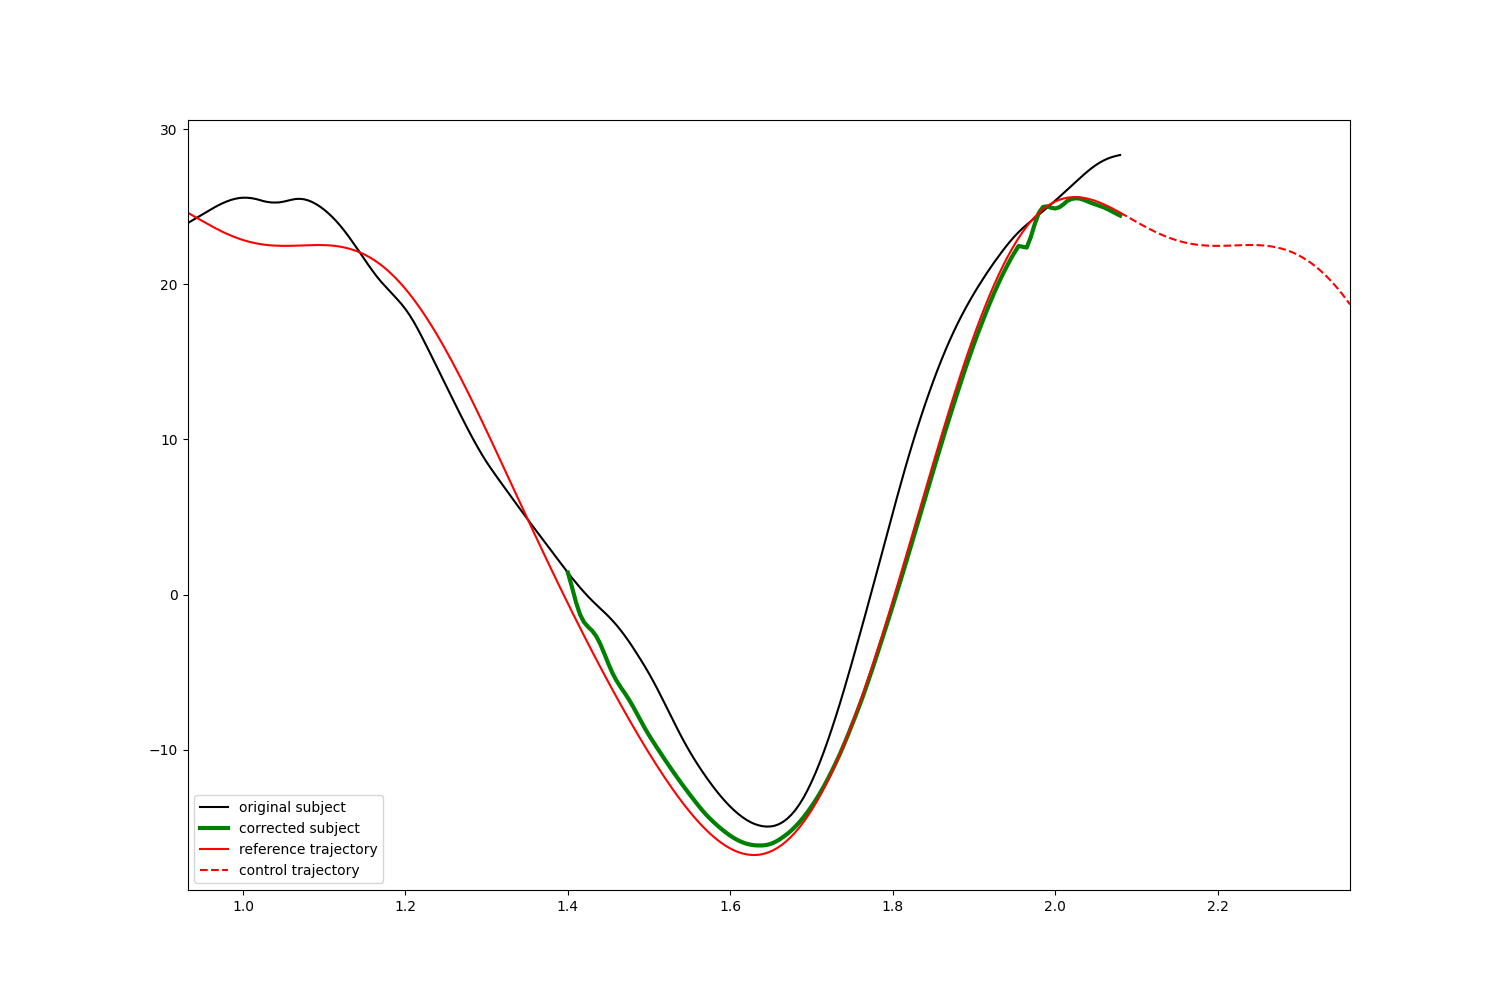 30
20
10
0
−10
original subject
corrected subject
reference trajectory
control trajectory
1.0 1.2 1.4 1.6 1.8 2.0 2.2